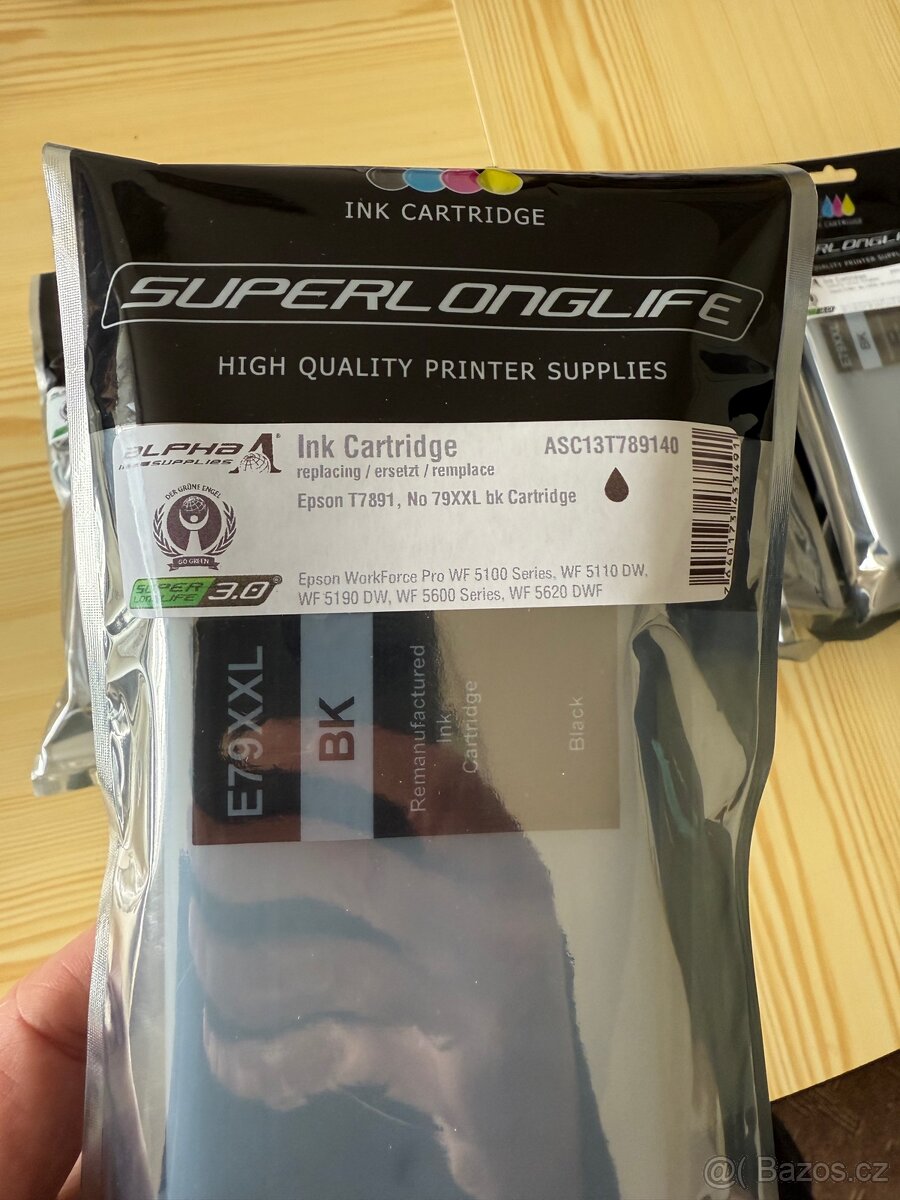 INK CARTRIDGE
SUPERLONGLIFE
HIGH QUALITY PRINTER SUPPLIES
ALPHA A®
SUPPLIES
Ink Cartridge
ASC13T789140
replacing / ersetzt / remplace
Epson T7891, No 79XXL bk Cartridge
DER GRÜNE ENGEL
GO GREEN
SUPER
LONGLIFE 3.0
Epson WorkForce Pro WF 5100 Series, WF 5110 DW,
WF 5190 DW, WF 5600 Series, WF 5620 DWF
E79XXL
BK
Remanufactured
Ink
Cartridge
Black
BK
Bazos.cz